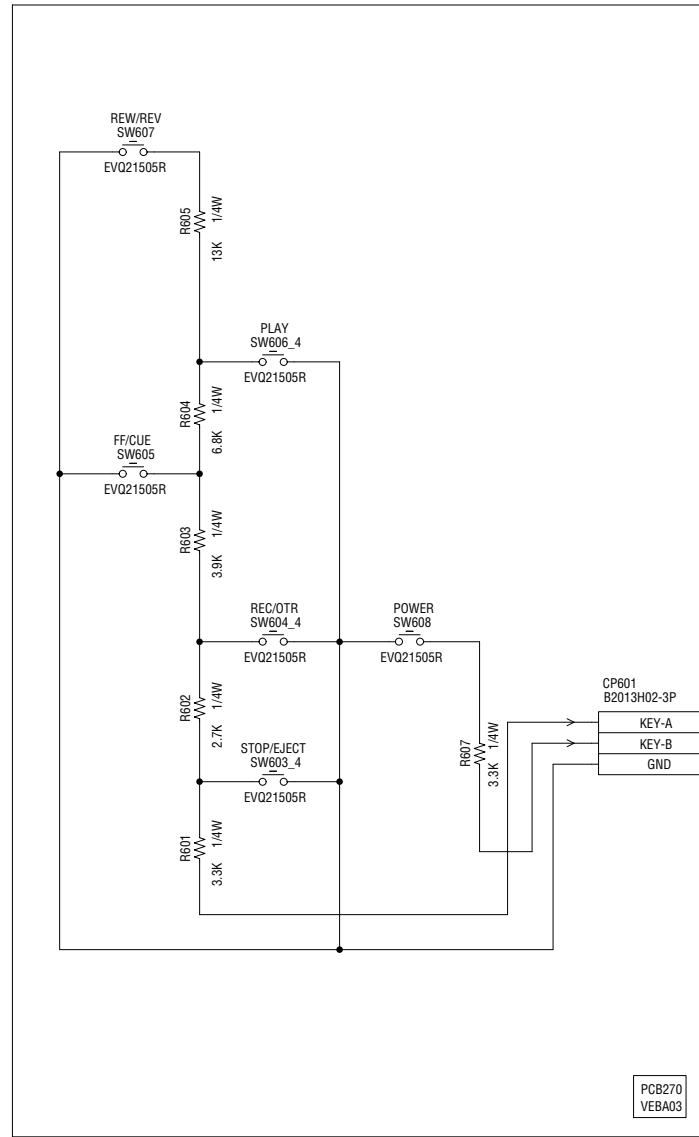 REW/REV
SW607
EVQ21505R
R605
1/4W
13K
PLAY
SW606_4
EVQ21505R
R604
1/4W
6.8K
FF/CUE
SW605
EVQ21505R
R603
1/4W
3.9K
REC/OTR
SW604_4
EVQ21505R
POWER
SW608
EVQ21505R
R602
1/4W
2.7K
CP601
B2013H02-3P
KEY-A
KEY-B
GND
R607
1/4W
3.3K
STOP/EJECT
SW603_4
EVQ21505R
R601
1/4W
3.3K
PCB270
VEBA03